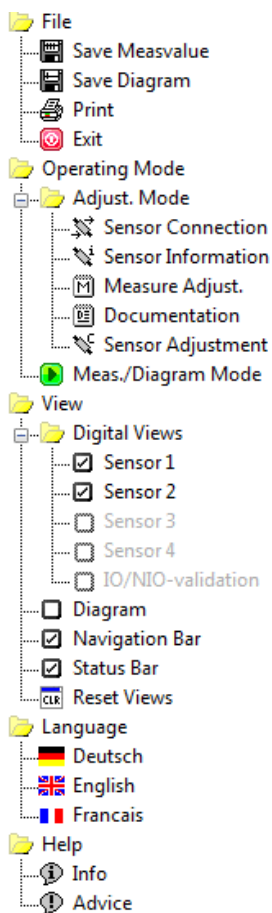 File
Save Measvalue
Save Diagram
Print
Exit
Operating Mode
Adjust. Mode
Sensor Connection
Sensor Information
M Measure Adjust.
DE Documentation
Sensor Adjustment
Meas./Diagram Mode
View
Digital Views
Sensor 1
Sensor 2
Sensor 3
Sensor 4
IO/NIO-validation
Diagram
Navigation Bar
Status Bar
CLR Reset Views
Language
Deutsch
English
Francais
Help
Info
Advice